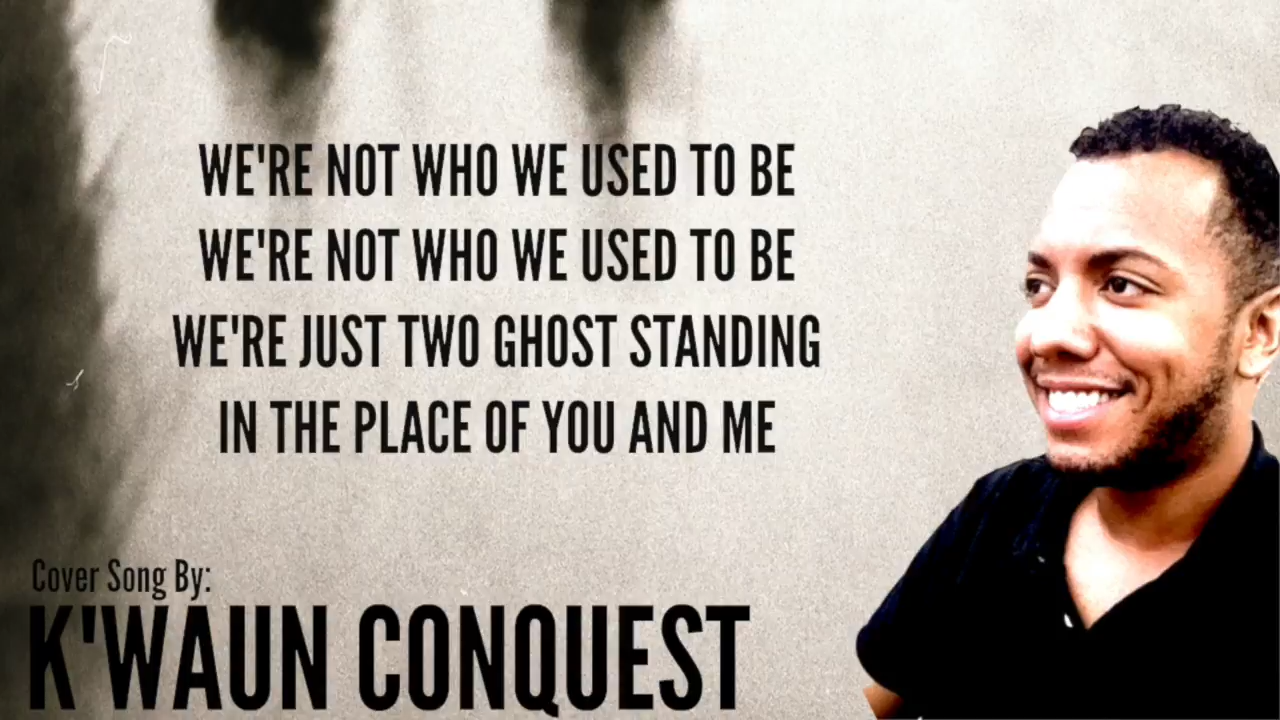 WE'RE NOT WHO WE USED TO BE
WE'RE NOT WHO WE USED TO BE
WE'RE JUST TWO GHOST STANDING
IN THE PLACE OF YOU AND ME
Cover Song By:
K'WAUN CONQUEST